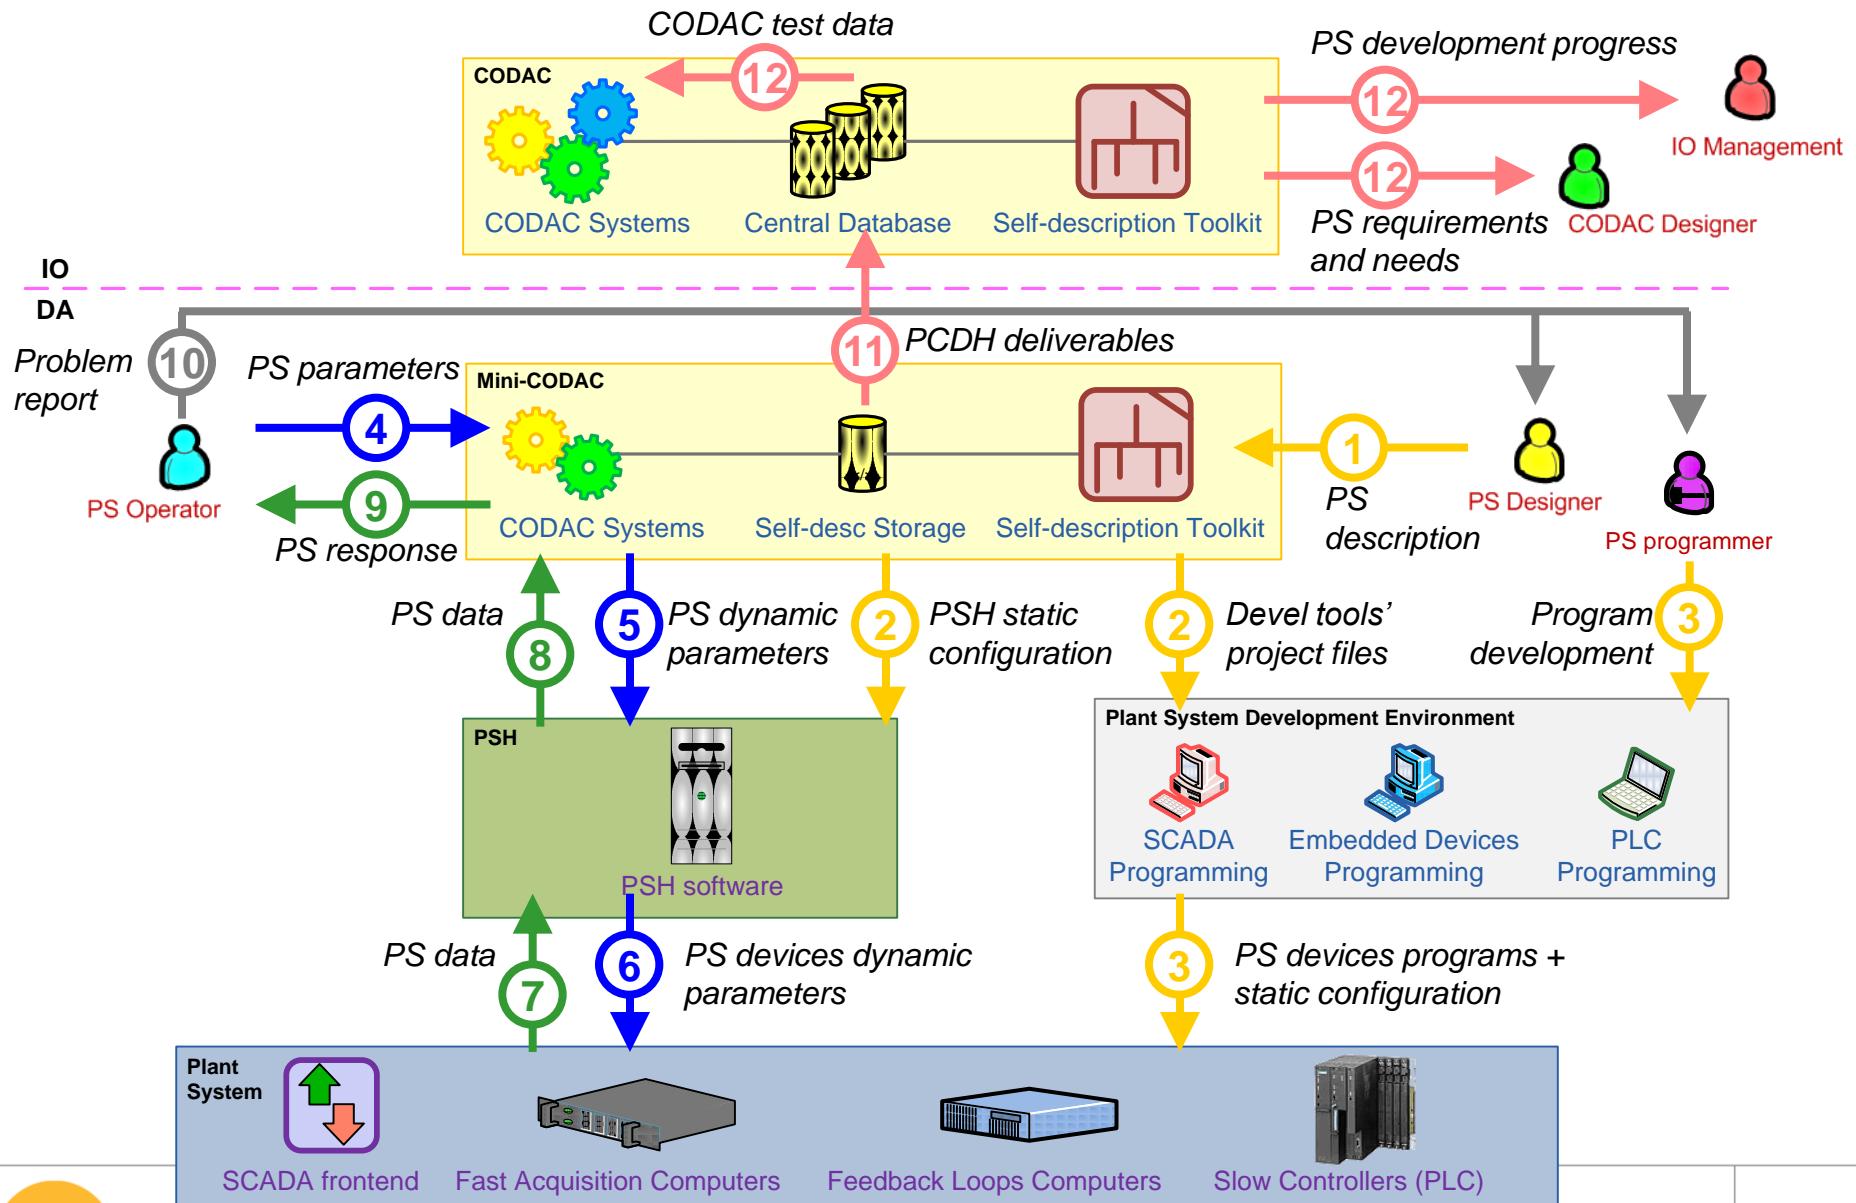 CODAC test data
PS development progress
CODAC
12
12
IO Management
12
CODAC Systems
Central Database
Self-description Toolkit
PS requirements
and needs
CODAC Designer
IO
DA
Problem
report
10
PS parameters
11
PCDH deliverables
Mini-CODAC
4
1
PS Operator
9
PS response
CODAC Systems
Self-desc Storage
Self-description Toolkit
PS
description
PS Designer
PS programmer
PS data
8
5
PS dynamic
parameters
2
PSH static
configuration
2
Devel tools’
project files
Program
development
3
PSH
Plant System Development Environment
SCADA
Programming
Embedded Devices
Programming
PLC
Programming
PSH software
PS data
7
6
PS devices dynamic
parameters
3
PS devices programs +
static configuration
Plant
System
SCADA frontend
Fast Acquisition Computers
Feedback Loops Computers
Slow Controllers (PLC)